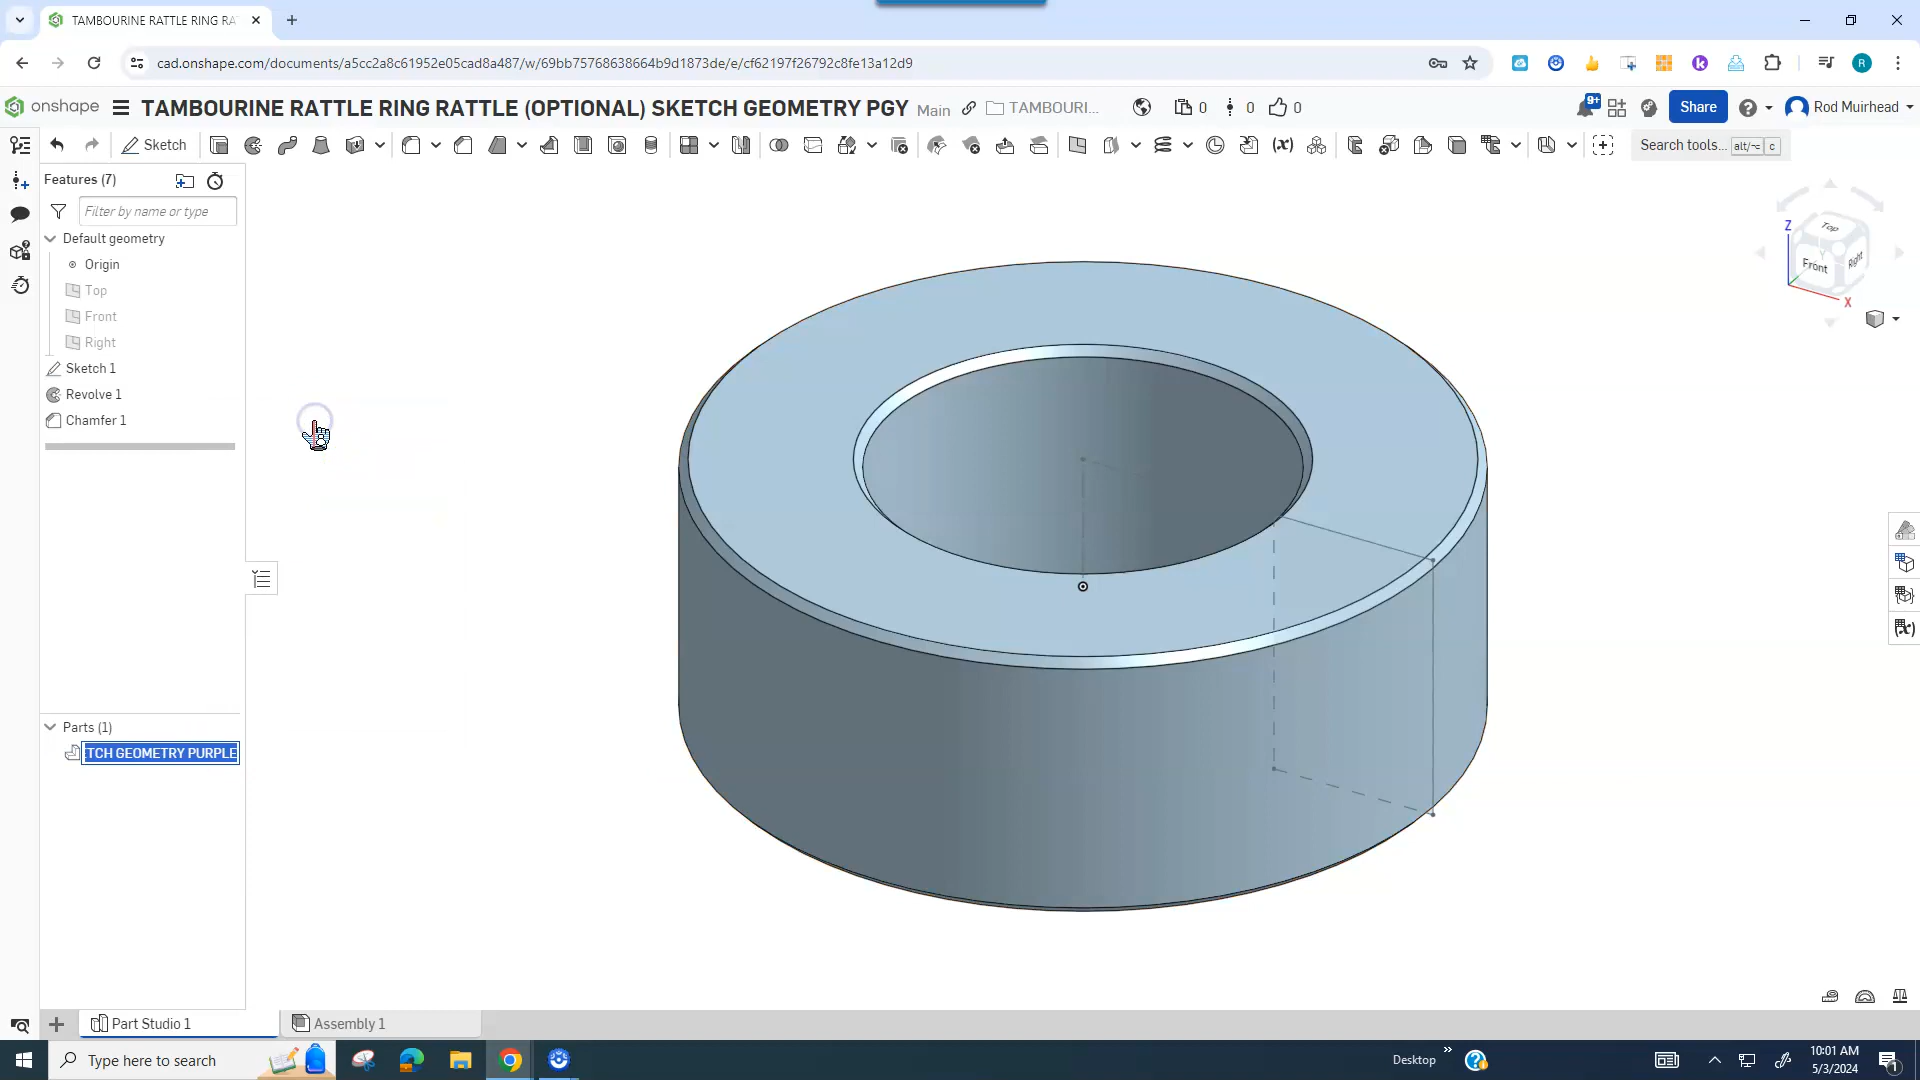 TAMBOURINE RATTLE RING RA
cad.onshape.com/documents/a5cc2a8c61952e05cad8a487/w/69bb75768638664b9d1873de/e/cf62197f26792c8fe13a12d9
R
onshape
TAMBOURINE RATTLE RING RATTLE (OPTIONAL) SKETCH GEOMETRY PGY Main
TAMBOURI...
0
0
0
9+
Share
Rod Muirhead
Sketch
(x)
Search tools... alt/⌥ c
Features (7)
Filter by name or type
Default geometry
Origin
Top
Front
Right
Sketch 1
Revolve 1
Chamfer 1
Z
Top
Front
Right
X
(x)
Parts (1)
TCH GEOMETRY PURPLE
Part Studio 1
Assembly 1
Type here to search
Desktop
10:01 AM
5/3/2024
1